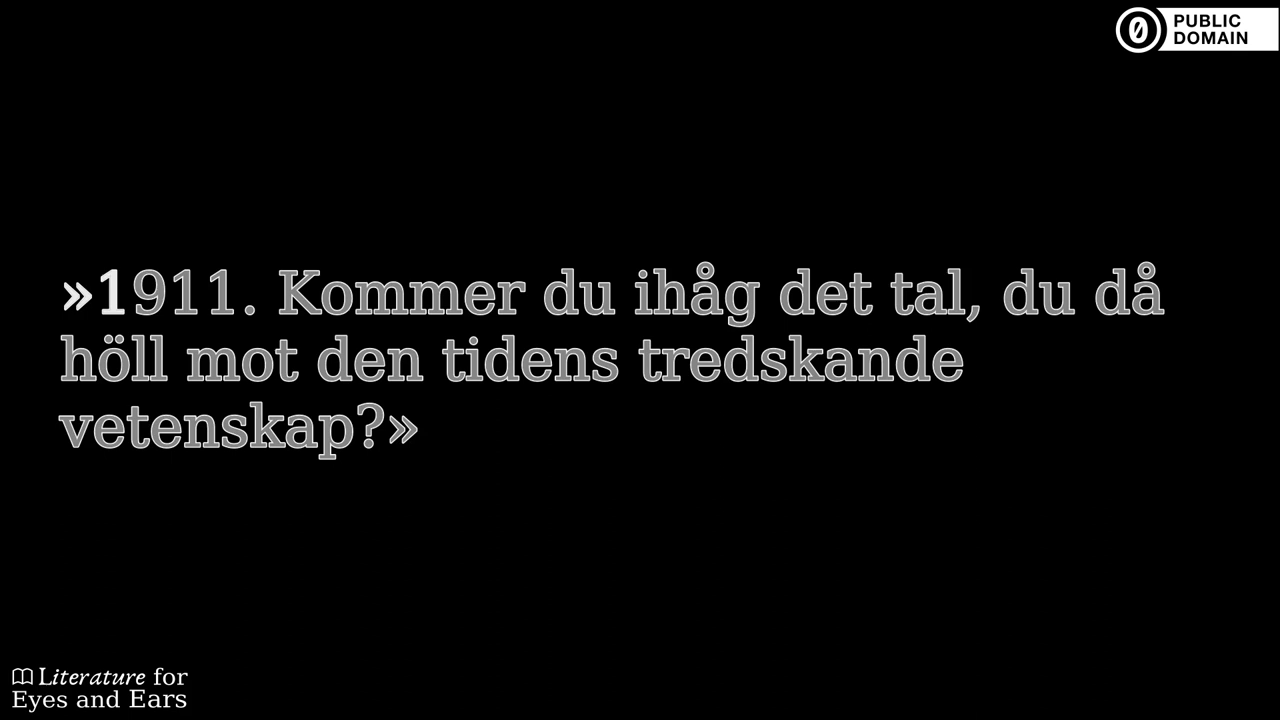 PUBLIC
DOMAIN
»1911. Kommer du ihåg det tal, du då
höll mot den tidens tredskande
vetenskap?»
Literature for
Eyes and Ears